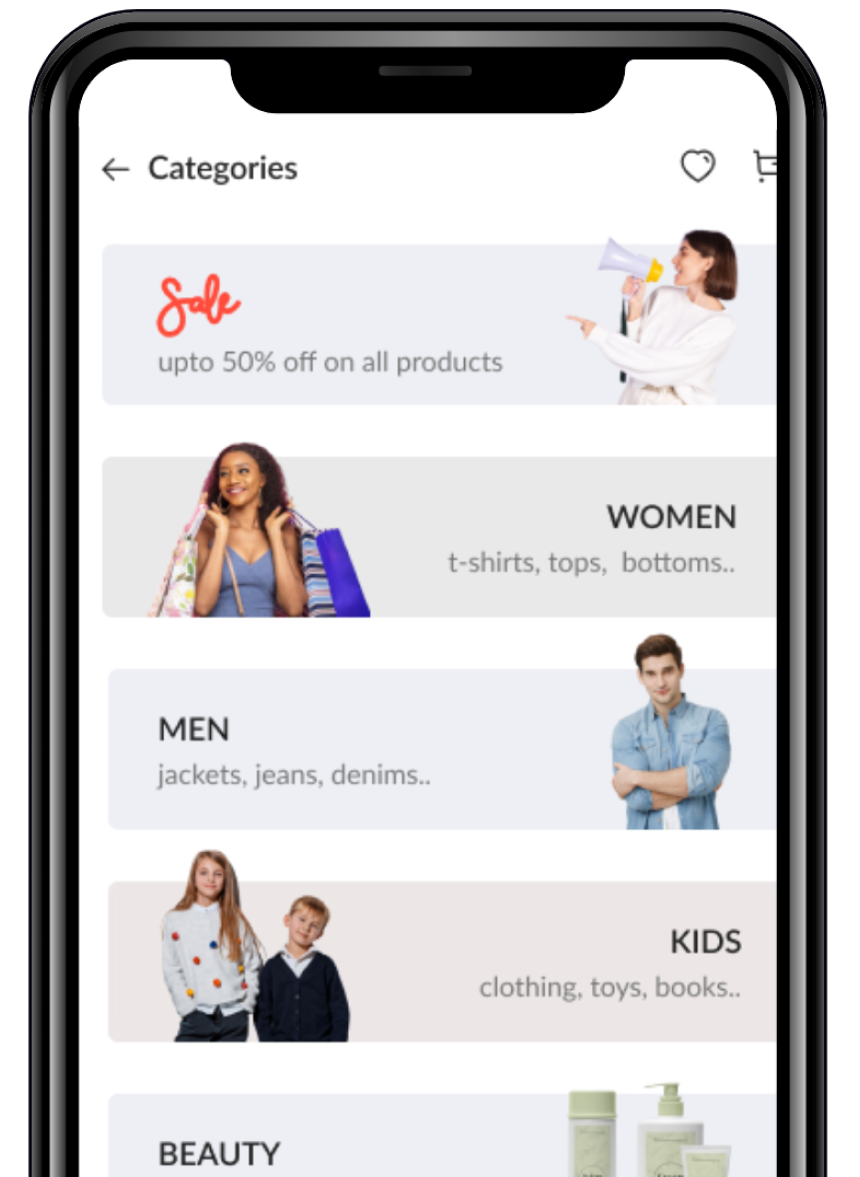 Categories
Sale
upto 50% off on all products
WOMEN
t-shirts, tops,  bottoms..
MEN
jackets, jeans, denims..
KIDS
clothing, toys, books..
BEAUTY